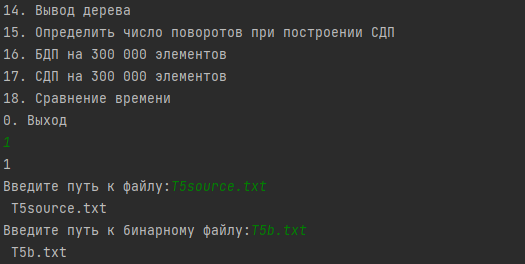 14. Вывод дерева
15. Определить число поворотов при построении СДП
16. БДП на 300 000 элементов
17. СДП на 300 000 элементов
18. Сравнение времени
0. Выход
1
1
Введите путь к файлу:T5source.txt
T5source.txt
Введите путь к бинарному файлу:T5b.txt
T5b.txt